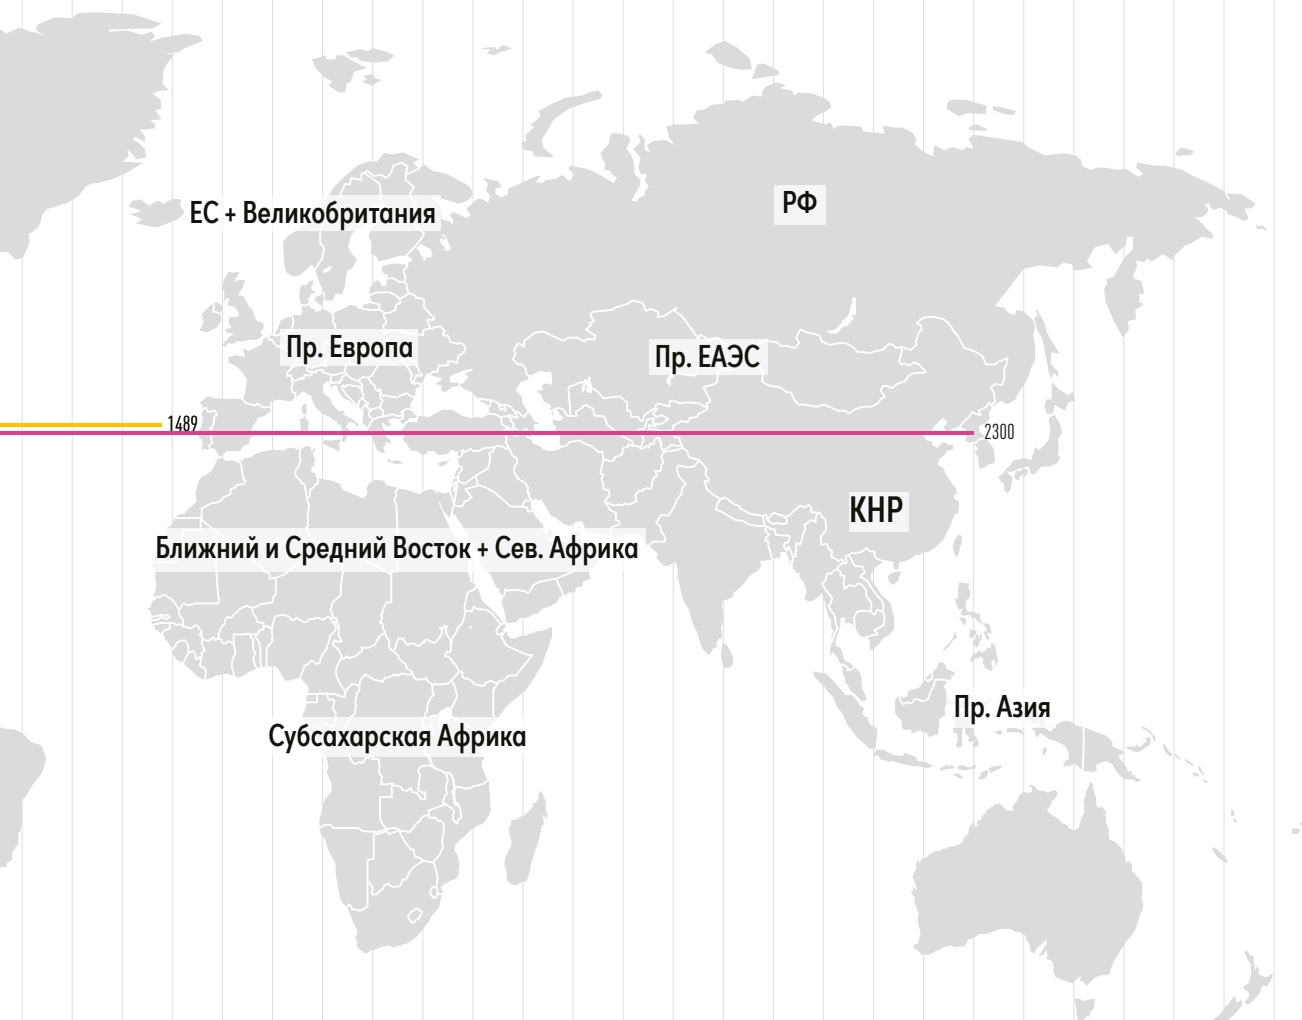 РФ
ЕС + Великобритания
Пр. Европа
Пр. ЕАЭС
1489
2300
КНР
Ближний и Средний Восток + Сев. Африка
Пр. Азия
Субсахарская Африка